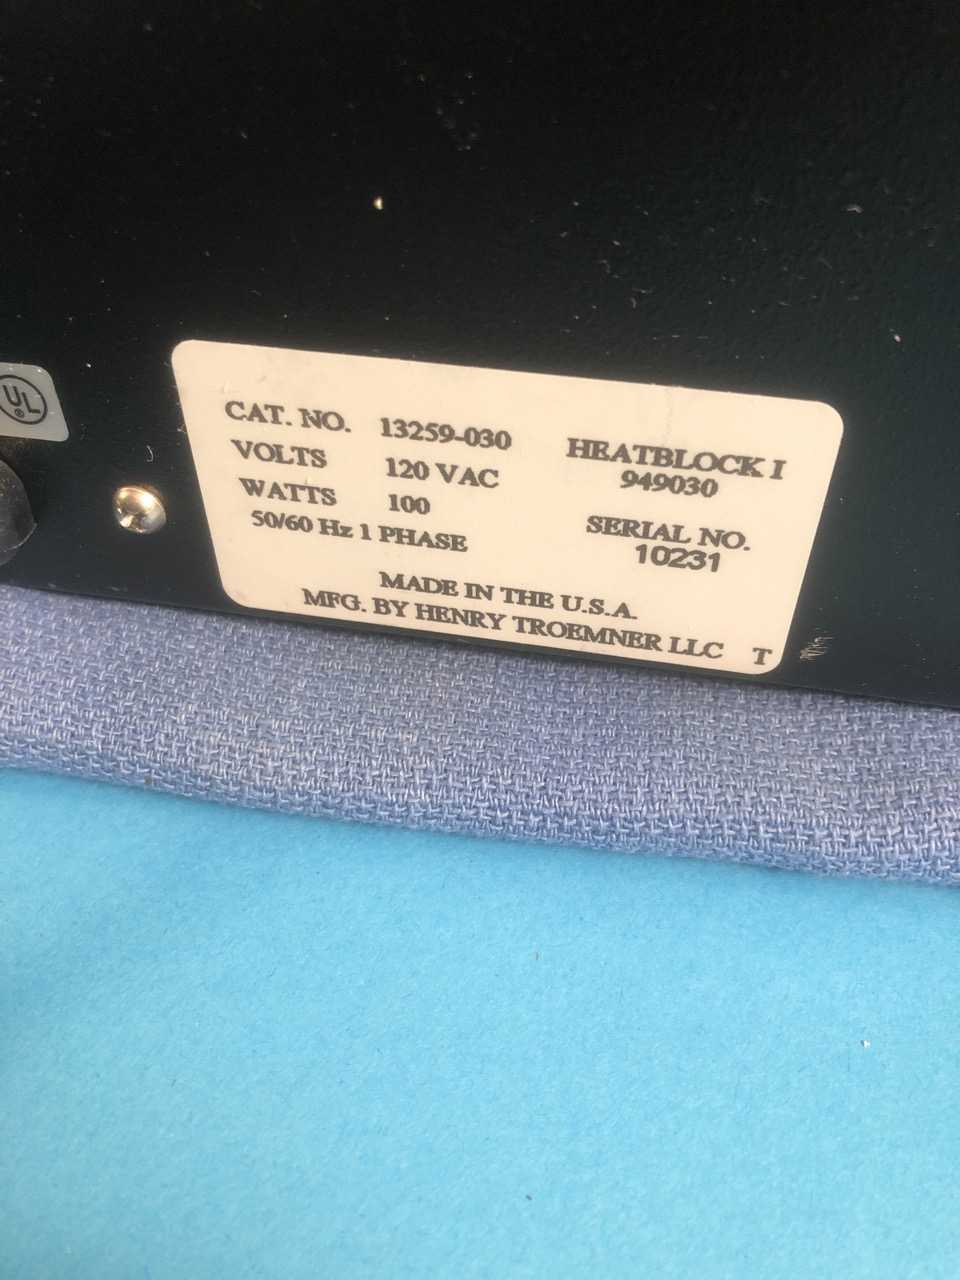 UL
®
CAT. NO. 13259-030
VOLTS 120 VAC
WATTS 100
50/60 Hz 1 PHASE
HEATBLOCK I
949030
SERIAL NO.
10231
MADE IN THE U.S.A.
MFG. BY HENRY TROEMNER LLC T